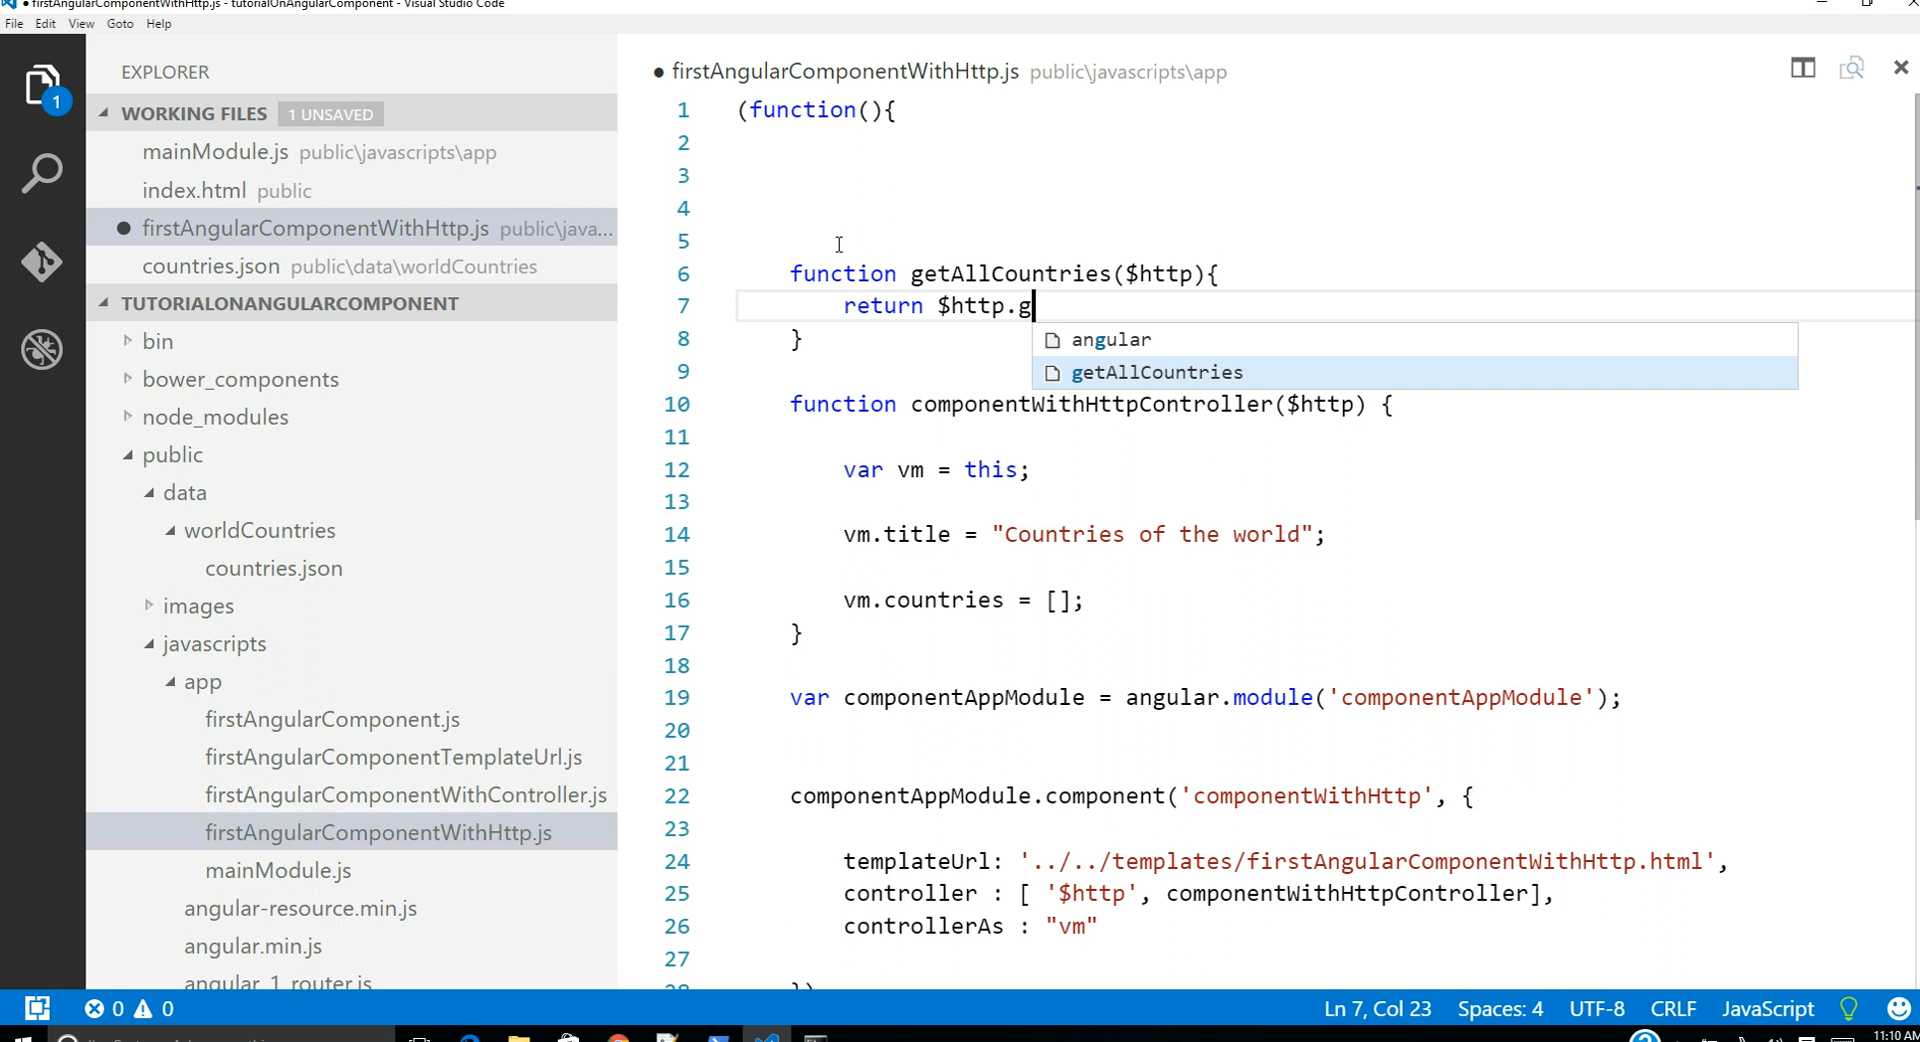 ● firstAngularComponentWithHttp.js - tutorialOnAngularComponent - Visual Studio Code
File Edit View Goto Help
EXPLORER
WORKING FILES 1 UNSAVED
mainModule.js public\javascripts\app
index.html public
firstAngularComponentWithHttp.js public\java...
countries.json public\data\worldCountries
TUTORIALONANGULARCOMPONENT
bin
bower_components
node_modules
public
data
worldCountries
countries.json
images
javascripts
app
firstAngularComponent.js
firstAngularComponentTemplateUrl.js
firstAngularComponentWithController.js
firstAngularComponentWithHttp.js
mainModule.js
angular-resource.min.js
angular.min.js
angular_1_router.js
1
● firstAngularComponentWithHttp.js public\javascripts\app
1 (function(){
2
3
4
5
6 function getAllCountries($http){
7 return $http.g
angular
getAllCountries
8 }
9
10 function componentWithHttpController($http) {
11
12 var vm = this;
13
14 vm.title = "Countries of the world";
15
16 vm.countries = [];
17 }
18
19 var componentAppModule = angular.module('componentAppModule');
20
21
22 componentAppModule.component('componentWithHttp', {
23
24 templateUrl: '../../templates/firstAngularComponentWithHttp.html',
25 controller : [ '$http', componentWithHttpController],
26 controllerAs : "vm"
27
28 })
0 0 Ln 7, Col 23 Spaces: 4 UTF-8 CRLF JavaScript
11:10 AM